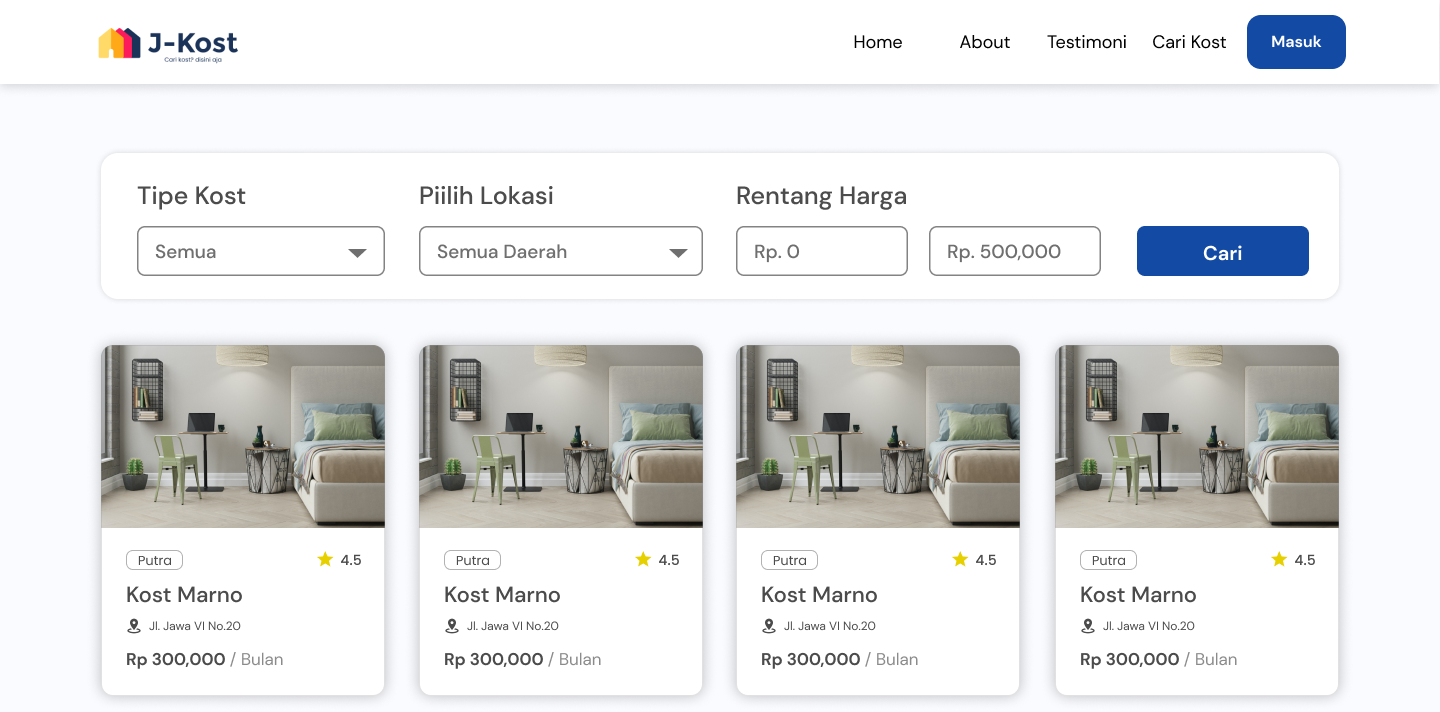 J-Kost
Cari kost? disini aja
Home About Testimoni Cari Kost Masuk
Tipe Kost Piilih Lokasi Rentang Harga
Semua Semua Daerah Rp. 0 Rp. 500,000 Cari
Putra 4.5 Putra 4.5 Putra 4.5 Putra 4.5
Kost Marno Kost Marno Kost Marno Kost Marno
Jl. Jawa VI No.20 Jl. Jawa VI No.20 Jl. Jawa VI No.20 Jl. Jawa VI No.20
Rp 300,000 / Bulan Rp 300,000 / Bulan Rp 300,000 / Bulan Rp 300,000 / Bulan